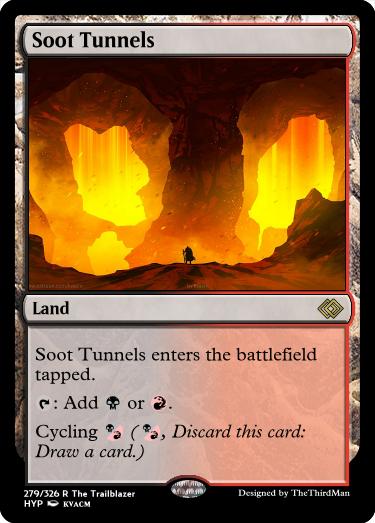 Soot Tunnels
Land
Soot Tunnels enters the battlefield
tapped.
: Add or .
Cycling ( , Discard this card:
Draw a card.)
279/326 R The Trailblazer
HYP KVACM
Designed by TheThirdMan